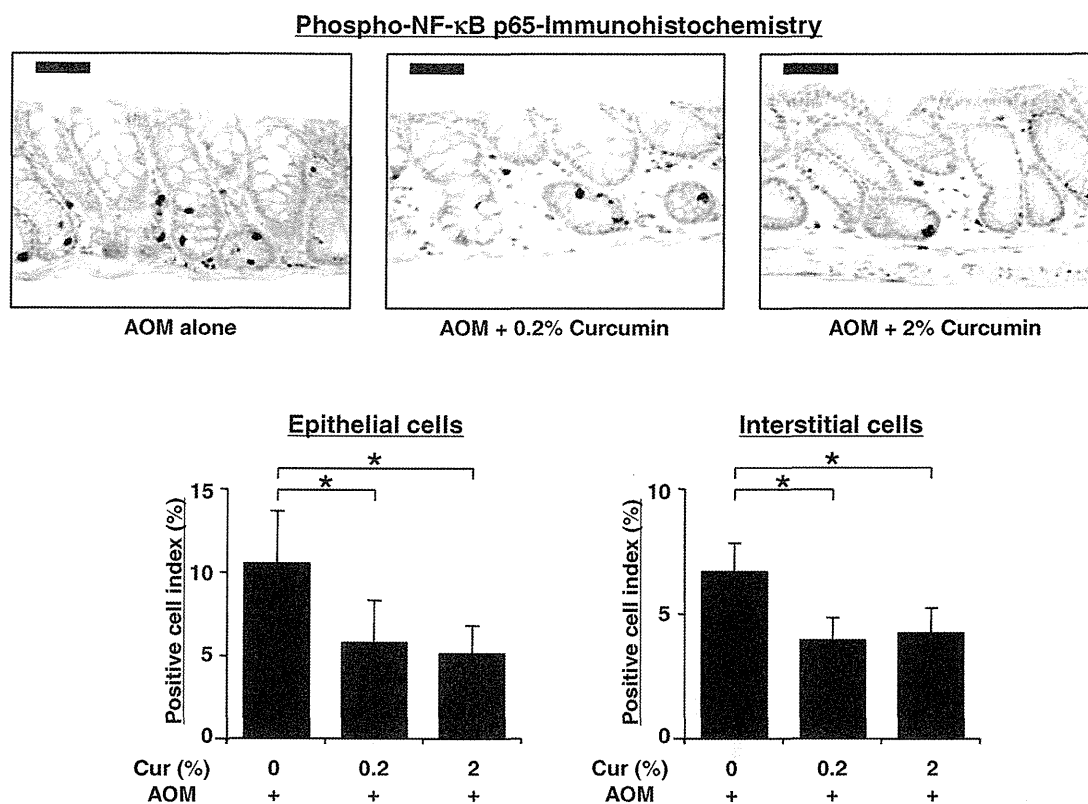 Phospho-NF-κB p65-Immunohistochemistry
AOM alone
AOM + 0.2% Curcumin
AOM + 2% Curcumin
Epithelial cells
*
*
Positive cell index (%)
15
10
5
0
Cur (%) 0 0.2 2
AOM + + +
Interstitial cells
*
*
Positive cell index (%)
10
5
0
Cur (%) 0 0.2 2
AOM + + +